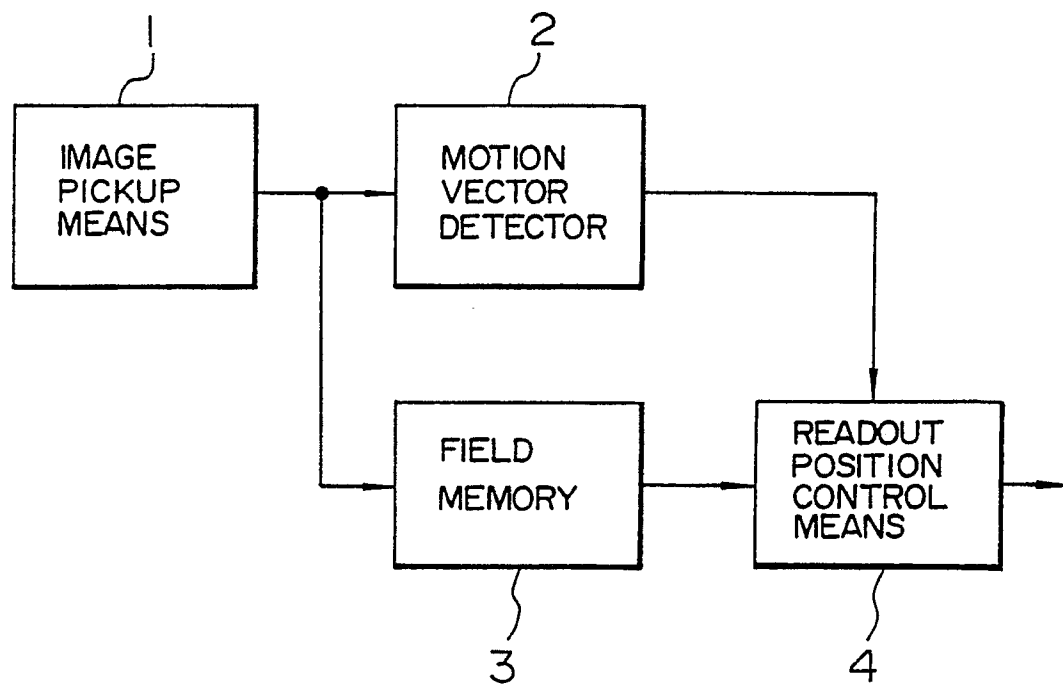 1
2
IMAGE
PICKUP
MEANS
MOTION
VECTOR
DETECTOR
FIELD
MEMORY
READOUT
POSITION
CONTROL
MEANS
3
4